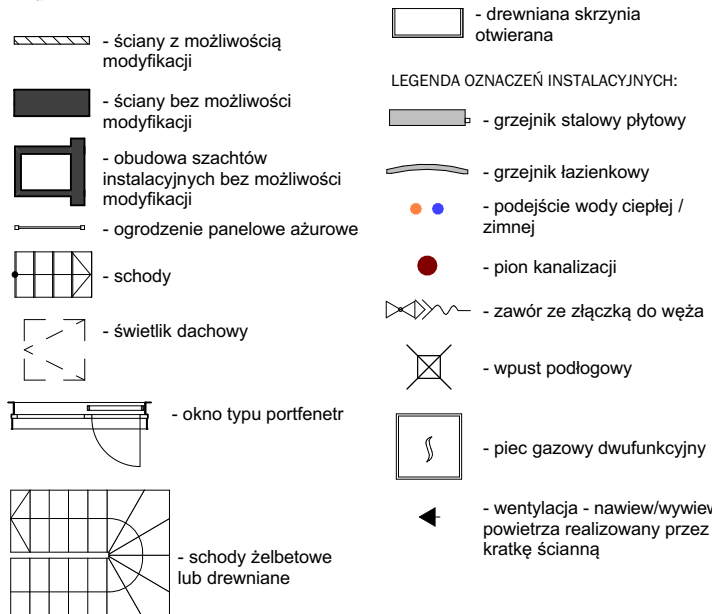 - ściany z możliwością
modyfikacji
- ściany bez możliwości
modyfikacji
- obudowa szachtów
instalacyjnych bez możliwości
modyfikacji
- ogrodzenie panelowe ażurowe
- schody
- świetlik dachowy
- okno typu portfenetr
- schody żelbetowe
lub drewniane
- drewniana skrzynia
otwierana
LEGENDA OZNACZEŃ INSTALACYJNYCH:
- grzejnik stalowy płytowy
- grzejnik łazienkowy
- podejście wody ciepłej /
zimnej
- pion kanalizacji
- zawór ze złączką do węża
- wpust podłogowy
- piec gazowy dwufunkcyjny
- wentylacja - nawiew/wywiew
powietrza realizowany przez
kratkę ścianną